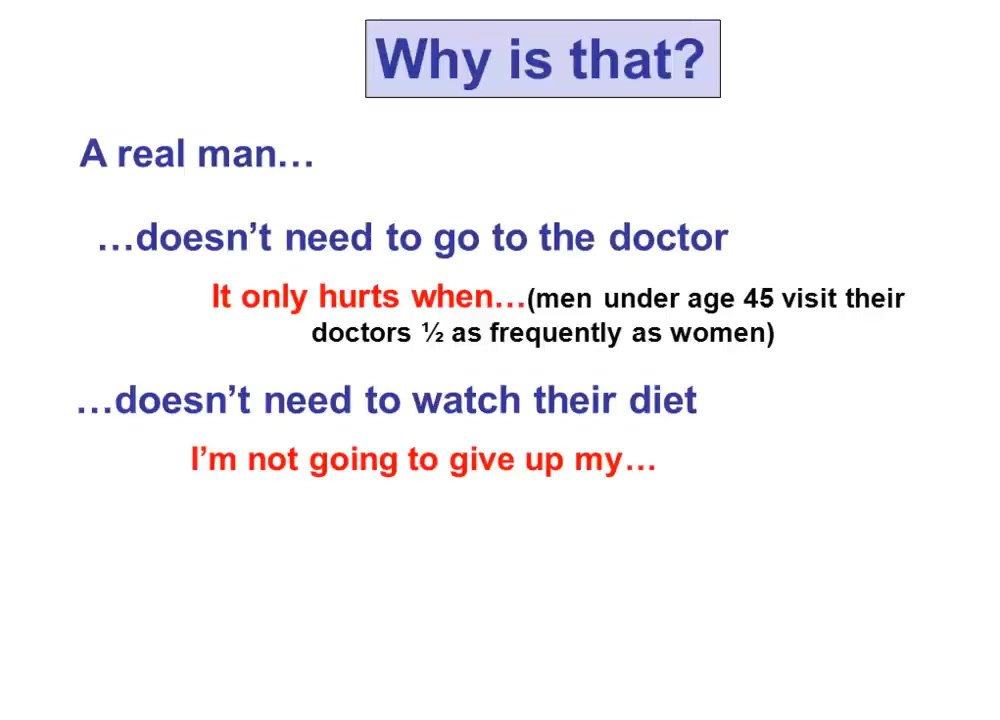 Why is that?
A real man…
…doesn’t need to go to the doctor
It only hurts when…(men under age 45 visit their
doctors ½ as frequently as women)
…doesn’t need to watch their diet
I’m not going to give up my…